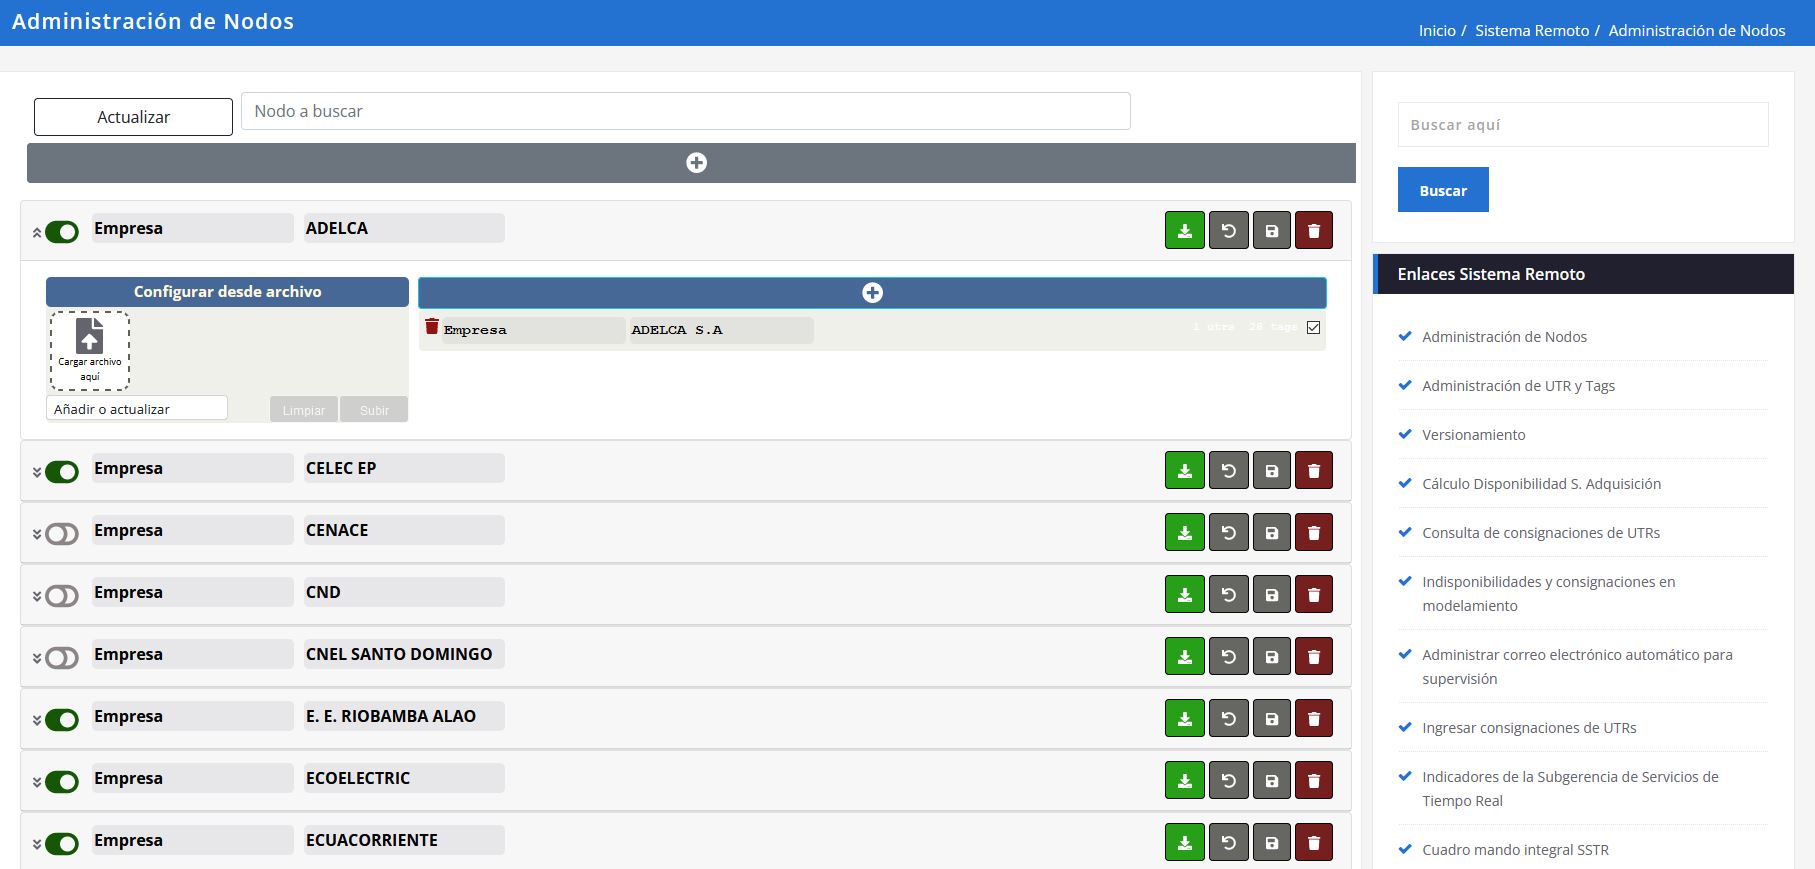 Administración de Nodos
Inicio / Sistema Remoto / Administración de Nodos
Actualizar
Nodo a buscar
Empresa ADELCA
Configurar desde archivo
Cargar archivo
aquí
Añadir o actualizar
Limpiar Subir
Empresa ADELCA S.A 1 utrs 26 tags
Empresa CELEC EP
Empresa CENACE
Empresa CND
Empresa CNEL SANTO DOMINGO
Empresa E. E. RIOBAMBA ALAO
Empresa ECOELECTRIC
Empresa ECUACORRIENTE
Buscar aquí
Buscar
Enlaces Sistema Remoto
Administración de Nodos
Administración de UTR y Tags
Versionamiento
Cálculo Disponibilidad S. Adquisición
Consulta de consignaciones de UTRs
Indisponibilidades y consignaciones en
modelamiento
Administrar correo electrónico automático para
supervisión
Ingresar consignaciones de UTRs
Indicadores de la Subgerencia de Servicios de
Tiempo Real
Cuadro mando integral SSTR